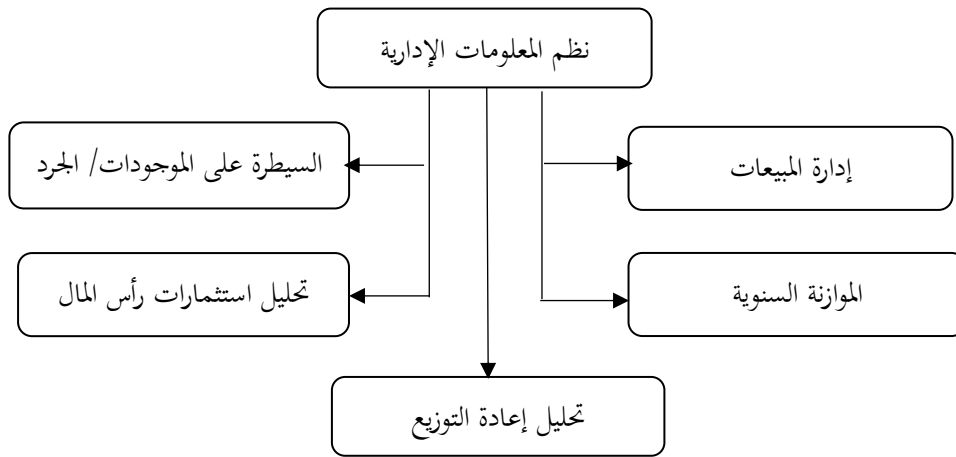 نظم المعلومات الإدارية
إدارة المبيعات
السيطرة على الموجودات/ الجرد
الموازنة السنوية
تحليل استثمارات رأس المال
تحليل إعادة التوزيع